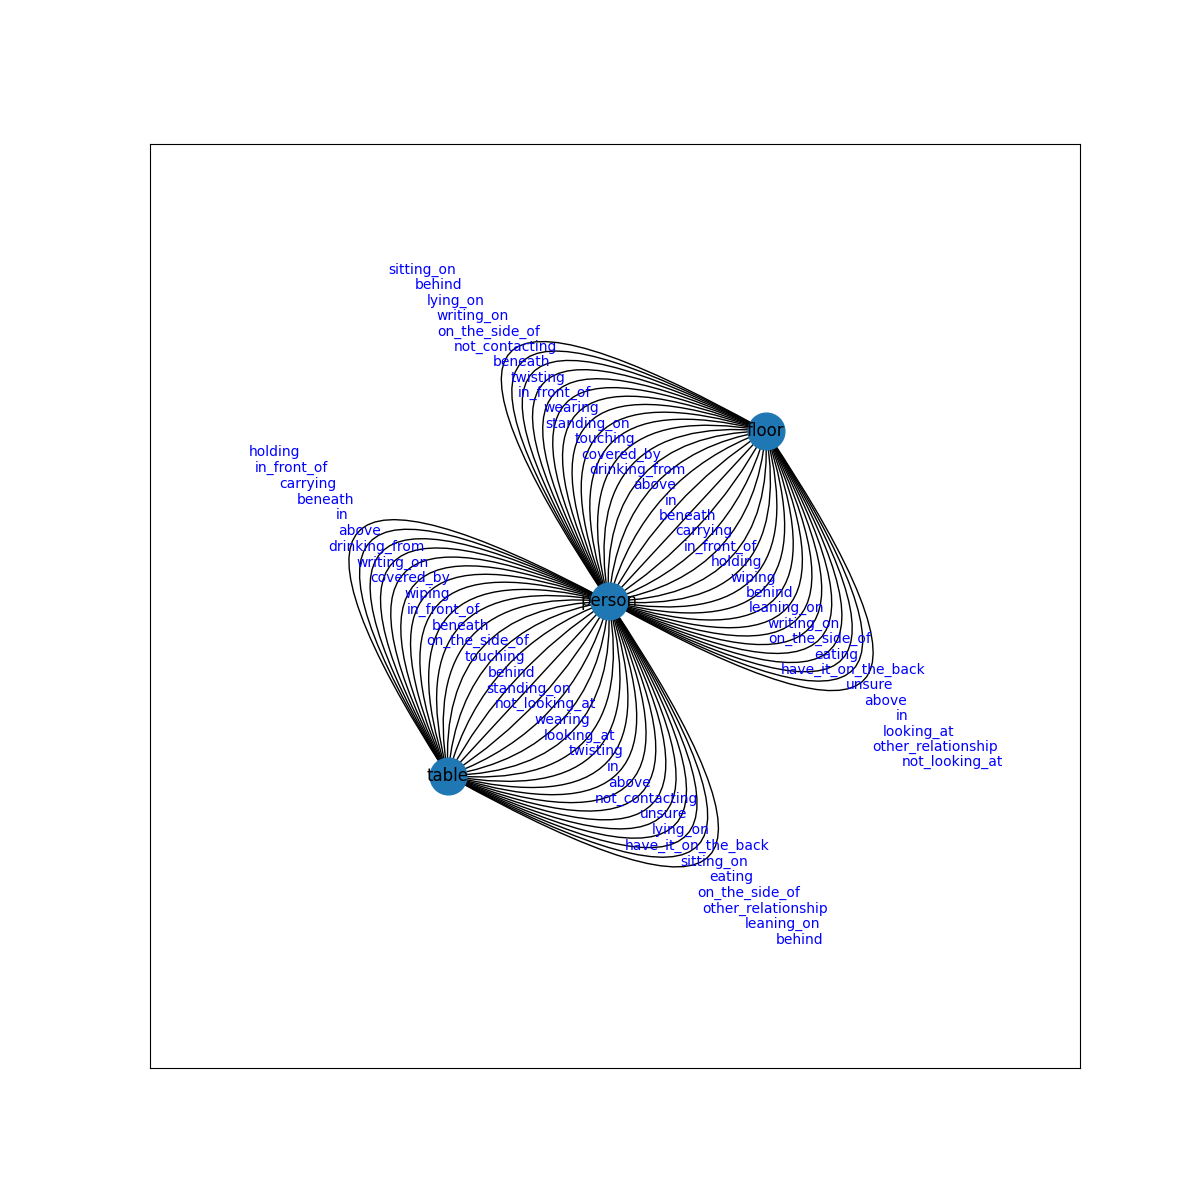 sitting_on
behind
lying_on
writing_on
on_the_side_of
not_contacting
beneath
twisting
in_front_of
wearing
standing_on
touching
covered_by
drinking_from
above
in
beneath
carrying
in_front_of
holding
wiping
behind
leaning_on
writing_on
on_the_side_of
eating
have_it_on_the_back
unsure
above
in
looking_at
other_relationship
not_looking_at
floor
person
holding
in_front_of
carrying
beneath
in
above
drinking_from
writing_on
covered_by
wiping
in_front_of
beneath
on_the_side_of
touching
behind
standing_on
not_looking_at
wearing
looking_at
twisting
in
above
not_contacting
unsure
lying_on
have_it_on_the_back
sitting_on
eating
on_the_side_of
other_relationship
leaning_on
behind
table